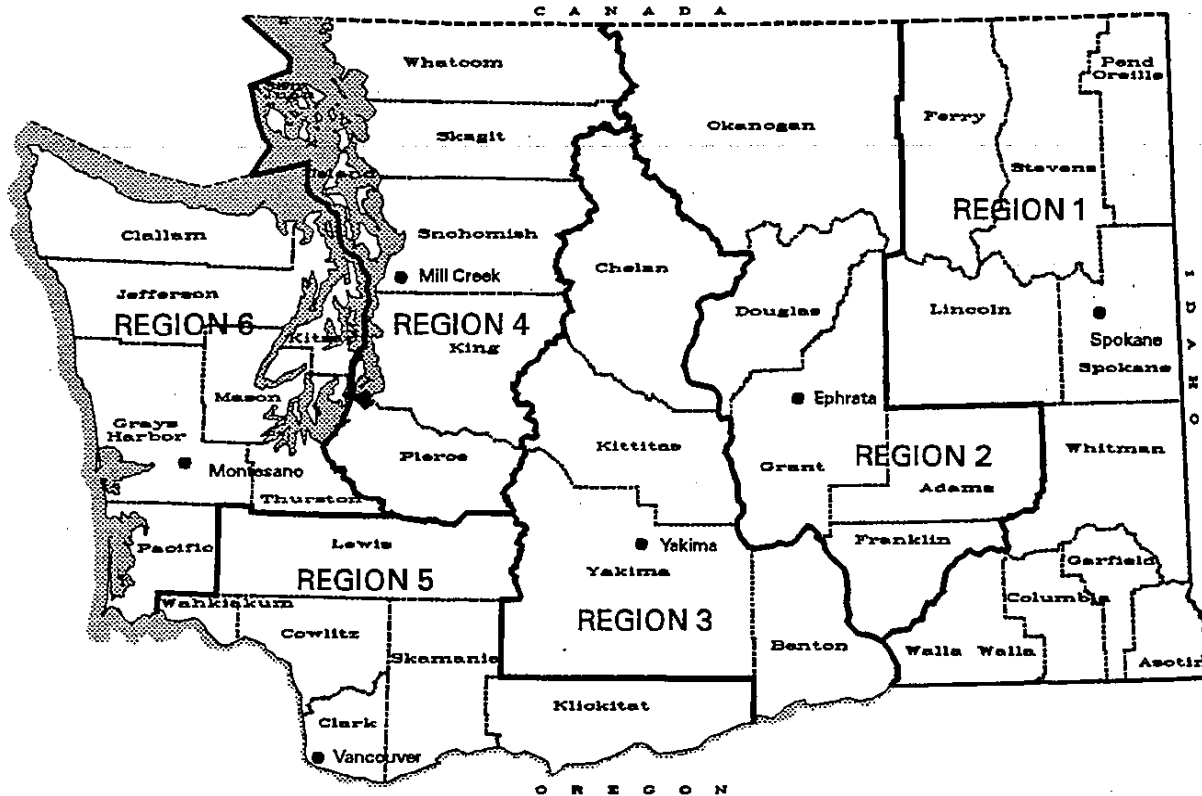 C A N A D A
Whatcom
Pend
Oreille
Okanogan
Ferry
Skagit
Stevens
Island
REGION 1
Clallam
Snohomish
Mill Creek
Chelan
Jefferson
Douglas
Lincoln
I D A H O
REGION 6
REGION 4
King
Spokane
Spokane
Mason
Ephrata
Grays
Harbor
Kittitas
Whitman
Pierce
REGION 2
Montesano
Grant
Adams
Thurston
Franklin
Pacific
Lewis
Yakima
Garfield
REGION 5
Yakima
Wahkiakum
Columbia
REGION 3
Cowlitz
Skamania
Benton
Walla Walla
Asotin
Klickitat
Clark
Vancouver
O R E G O N